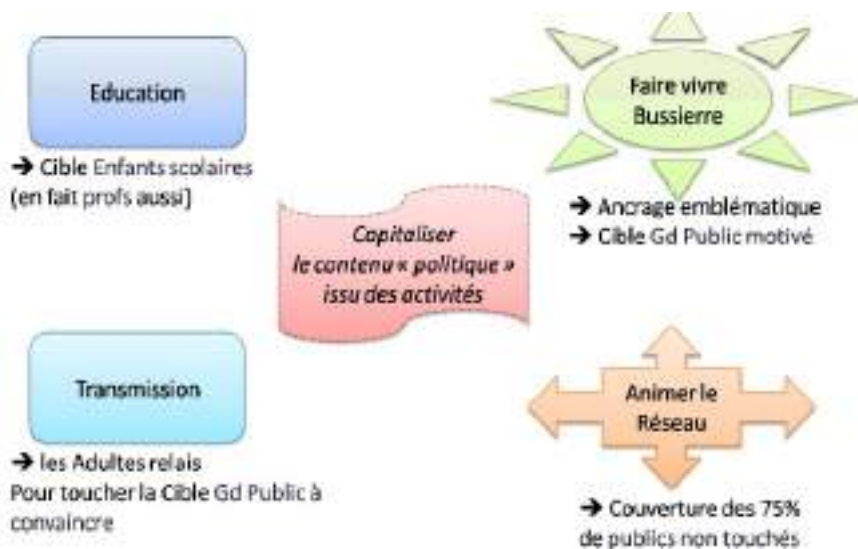 Education
➔ Cible Enfants scolaires
(en fait profs aussi]
Faire vivre
Bussierre
➔ Ancrage emblématique
➔ Cible Gd Public motivé
Capitaliser
le contenu « politique »
issu des activités
Transmission
➔ les Adultes relais
Pour toucher la Cible Gd Public à
convaincre
Animer le
Réseau
➔ Couverture des 75%
de publics non touchés